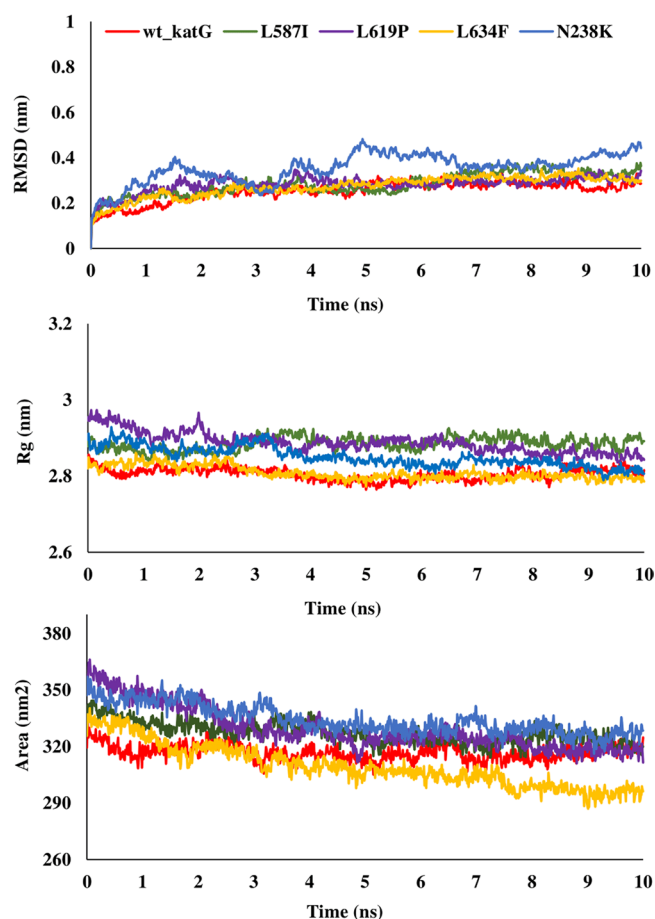 1
wt_katG L587I L619P L634F N238K
0.8
0.6
0.4
0.2
0
RMSD (nm)
0 1 2 3 4 5 6 7 8 9 10
Time (ns)
3.2
3
2.8
2.6
Rg (nm)
0 1 2 3 4 5 6 7 8 9 10
Time (ns)
380
350
320
290
260
Area (nm2)
0 1 2 3 4 5 6 7 8 9 10
Time (ns)